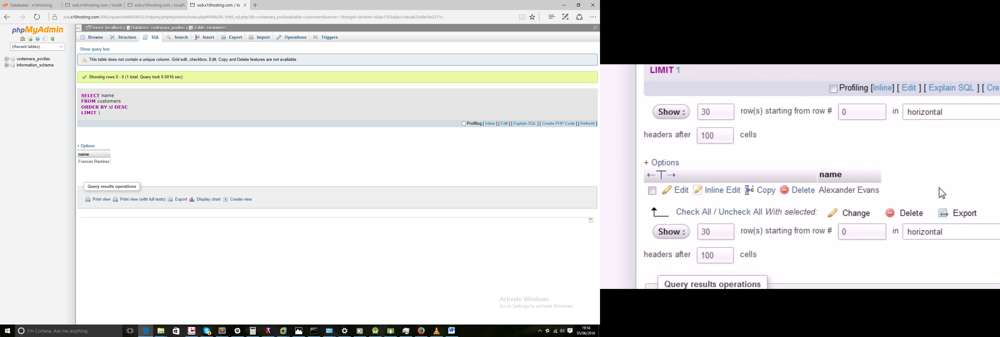 Databases - x10Hosting
xo6.x10hosting.com / localh
xo6.x10hosting.com / localh
xo6.x10hosting.com / lo
xo6.x10hosting.com:2083/cpsess9446659933/3rdparty/phpMyAdmin/index.php#PMAURL-9:tbl_sql.php?db=codemara_povilas&table=customers&server=1&target=&token=60ae7763a8acc1decab25a9ec9e2371c
phpMyAdmin
(Recent tables) ...
codemara_povilas
information_schema
Server: localhost » Database: codemara_povilas » Table: customers
Browse Structure SQL Search Insert Export Import Operations Triggers
Show query box
This table does not contain a unique column. Grid edit, checkbox, Edit, Copy and Delete features are not available.
Showing rows 0 - 0 (1 total, Query took 0.0016 sec)
SELECT name
FROM customers
ORDER BY id DESC
LIMIT 1
Profiling [ Inline ] [ Edit ] [ Explain SQL ] [ Create PHP Code ] [ Refresh ]
+ Options
name
Frances Ramirez
Query results operations
Print view Print view (with full texts) Export Display chart Create view
Activate Windows
Go to Settings to activate Windows.
I'm Cortana. Ask me anything.
19:54
05/06/2016
LIMIT 1
Profiling [Inline] [ Edit ] [ Explain SQL ] [ Cre
Show : 30 row(s) starting from row # 0 in horizontal
headers after 100 cells
+ Options
←T→ name
Edit Inline Edit Copy Delete Alexander Evans
Check All / Uncheck All With selected: Change Delete Export
Show : 30 row(s) starting from row # 0 in horizontal
headers after 100 cells
Query results operations